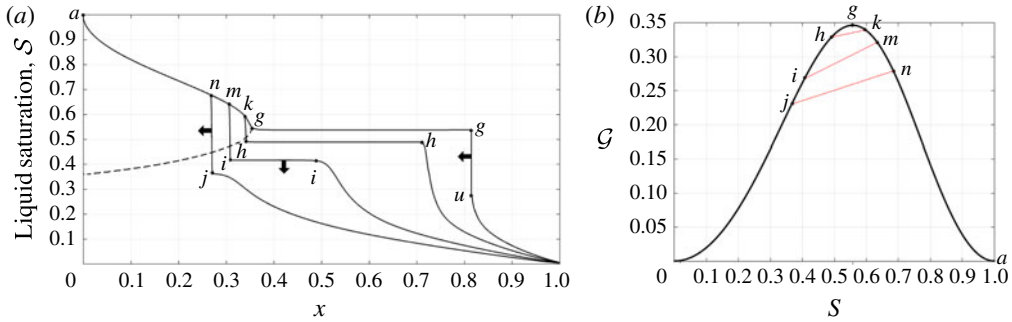 (a)
a
0.9
0.8
0.7
0.6
0.5
0.4
0.3
0.2
0.1
0
Liquid saturation, 𝒮
n
m
k
g
g
h
h
i
i
j
u
0.1 0.2 0.3 0.4 0.5 0.6 0.7 0.8 0.9 1.0
x
(b)
0.35
0.30
0.25
0.20
0.15
0.10
0.05
0
𝒢
g
h
k
m
i
n
j
a
0.1 0.2 0.3 0.4 0.5 0.6 0.7 0.8 0.9 1.0
S